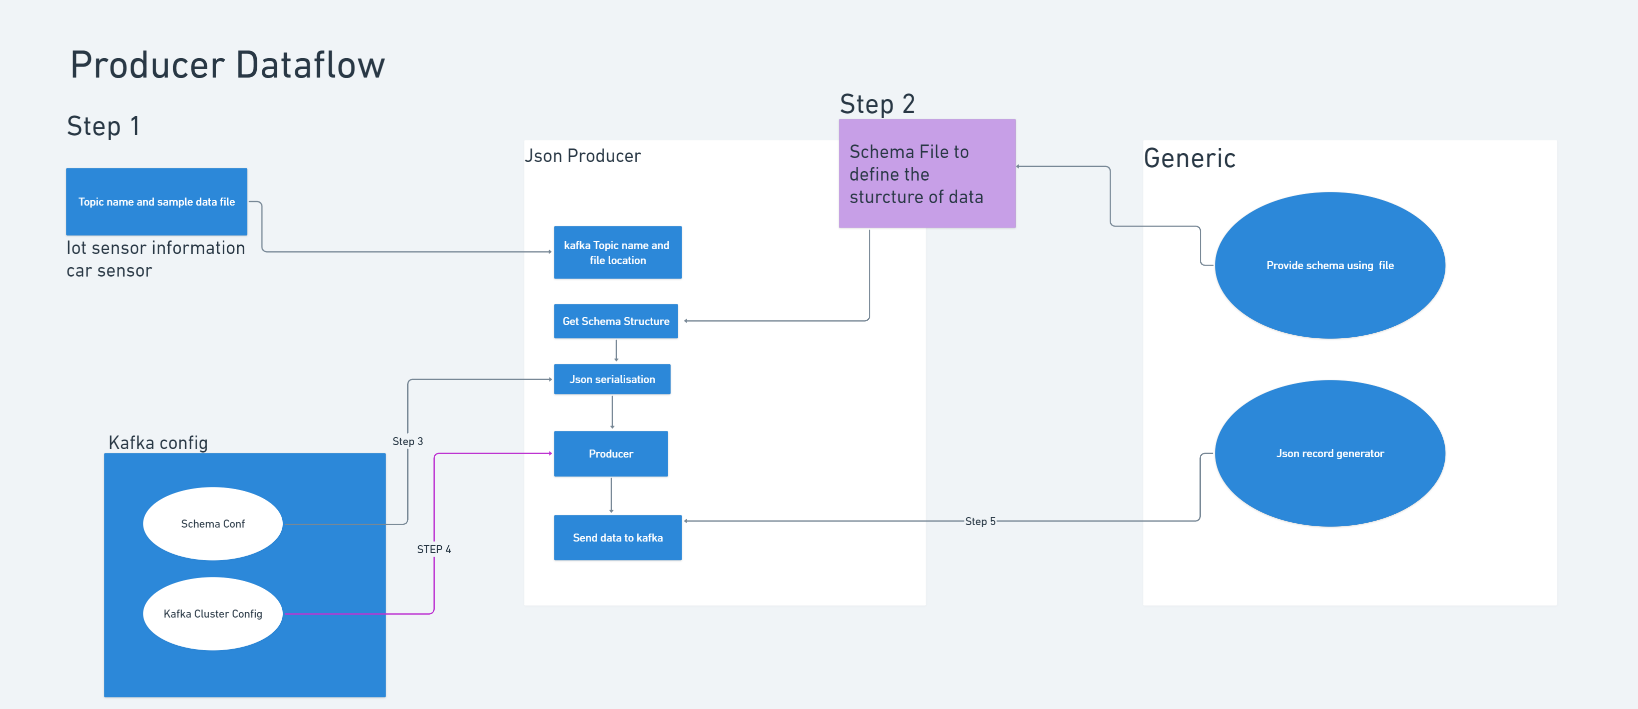 Producer Dataflow
Step 1
Topic name and sample data file
Iot sensor information
car sensor
Kafka config
Schema Conf
Kafka Cluster Config
Step 3
STEP 4
Json Producer
kafka Topic name and
file location
Get Schema Structure
Json serialisation
Producer
Send data to kafka
Step 2
Schema File to
define the
sturcture of data
Step 5
Generic
Provide schema using file
Json record generator